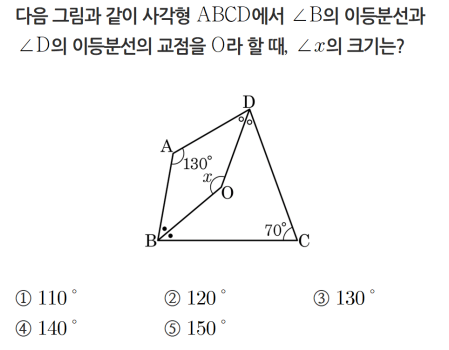 다음 그림과 같이 사각형 ABCD에서 ∠B의 이등분선과
∠D의 이등분선의 교점을 O라 할 때, ∠x의 크기는?
D
A
130°
x
O
70°
B
C
① 110° ② 120° ③ 130°
④ 140° ⑤ 150°